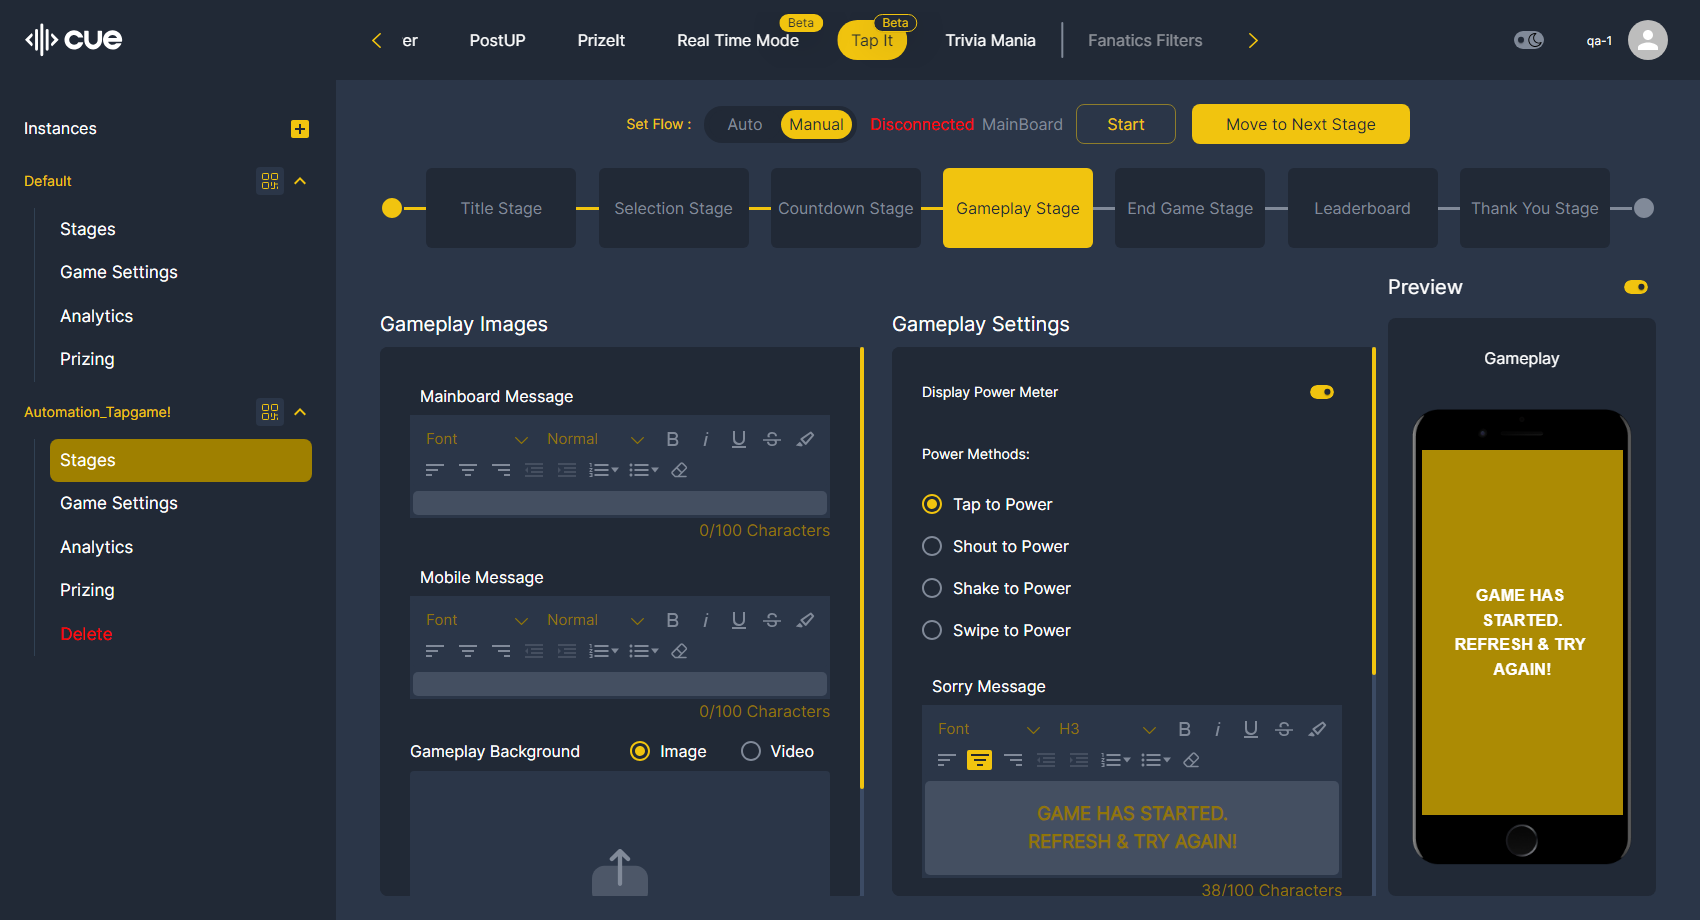 cue
er
PostUP
PrizeIt
Real Time Mode
Beta
Tap It
Beta
Trivia Mania
Fanatics Filters
qa-1
Instances
Default
Stages
Game Settings
Analytics
Prizing
Automation_Tapgame!
Stages
Game Settings
Analytics
Prizing
Delete
Set Flow :
Auto
Manual
Disconnected MainBoard
Start
Move to Next Stage
Title Stage
Selection Stage
Countdown Stage
Gameplay Stage
End Game Stage
Leaderboard
Thank You Stage
Gameplay Images
Mainboard Message
Font
Normal
B
i
U
S
0/100 Characters
Mobile Message
Font
Normal
B
i
U
S
0/100 Characters
Gameplay Background
Image
Video
Gameplay Settings
Display Power Meter
Power Methods:
Tap to Power
Shout to Power
Shake to Power
Swipe to Power
Sorry Message
Font
H3
B
i
U
S
GAME HAS STARTED.
REFRESH & TRY AGAIN!
38/100 Characters
Preview
Gameplay
GAME HAS
STARTED.
REFRESH & TRY
AGAIN!